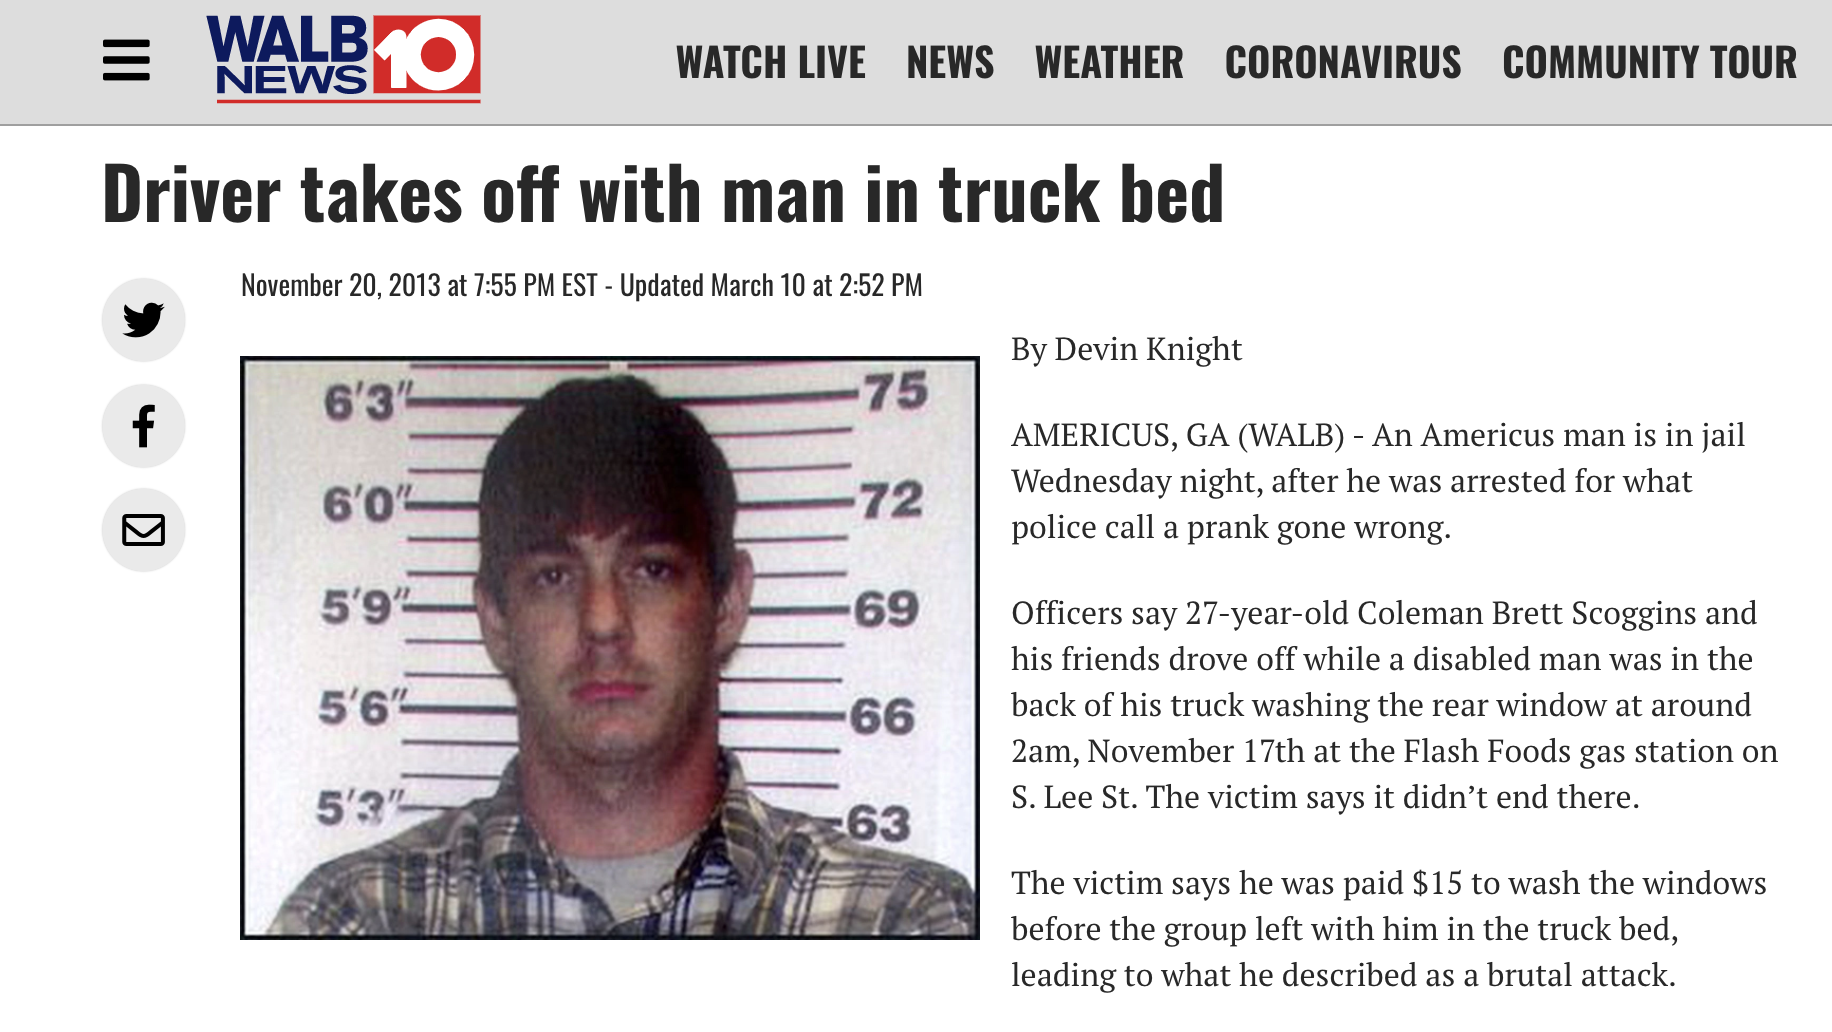 WALB
NEWS 10
WATCH LIVE NEWS WEATHER CORONAVIRUS COMMUNITY TOUR
Driver takes off with man in truck bed
November 20, 2013 at 7:55 PM EST - Updated March 10 at 2:52 PM
6'3" 75
6'0" 72
5'9" 69
5'6" 66
5'3" 63
By Devin Knight
AMERICUS, GA (WALB) - An Americus man is in jail
Wednesday night, after he was arrested for what
police call a prank gone wrong.
Officers say 27-year-old Coleman Brett Scoggins and
his friends drove off while a disabled man was in the
back of his truck washing the rear window at around
2am, November 17th at the Flash Foods gas station on
S. Lee St. The victim says it didn’t end there.
The victim says he was paid $15 to wash the windows
before the group left with him in the truck bed,
leading to what he described as a brutal attack.